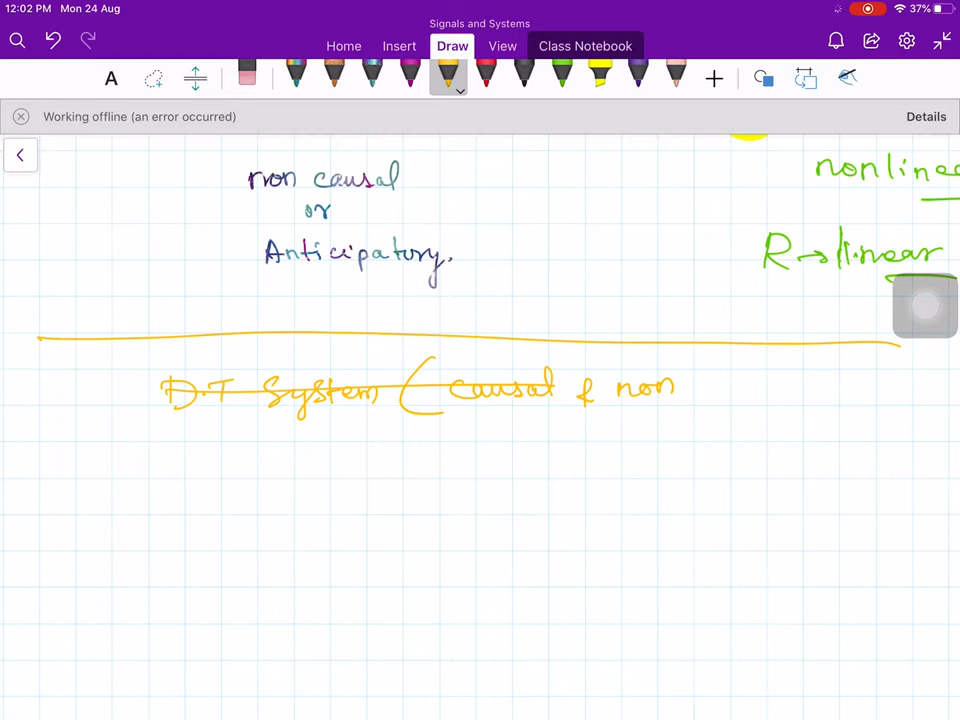 12:02 PM Mon 24 Aug
37%
Signals and Systems
Home Insert Draw View Class Notebook
A
Working offline (an error occurred) Details
non causal
or
Anticipatory.
nonlinea
R→linear
D.T System ( causal & non